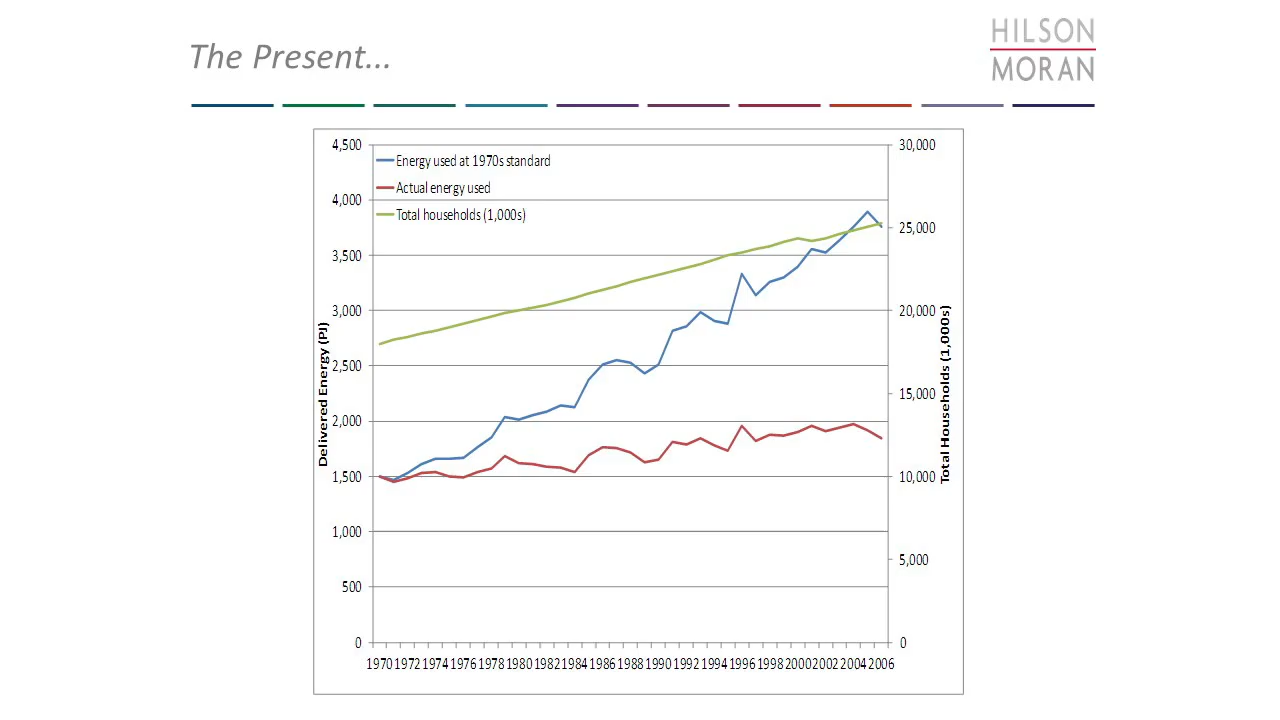 The Present...
HILSON
MORAN
4,500
4,000
3,500
3,000
2,500
2,000
1,500
1,000
500
0
Delivered Energy (PJ)
Energy used at 1970s standard
Actual energy used
Total households (1,000s)
30,000
25,000
20,000
15,000
10,000
5,000
0
Total Households (1,000s)
1970 1972 1974 1976 1978 1980 1982 1984 1986 1988 1990 1992 1994 1996 1998 2000 2002 2004 2006